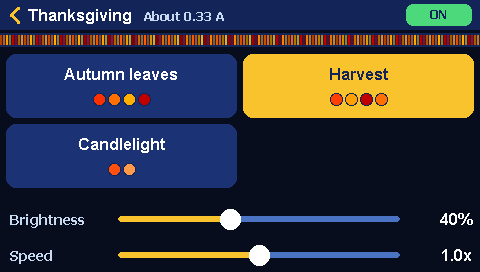 Thanksgiving About 0.33 A ON
Autumn leaves Harvest
Candlelight
Brightness 40%
Speed 1.0x